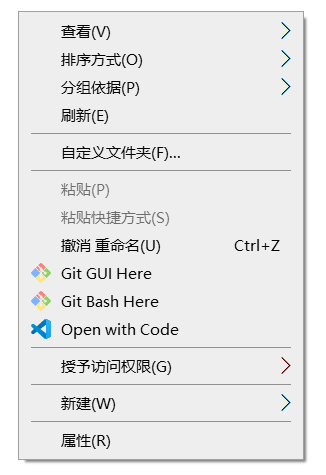 查看(V)
排序方式(O)
分组依据(P)
刷新(E)
自定义文件夹(F)...
粘贴(P)
粘贴快捷方式(S)
撤消 重命名(U) Ctrl+Z
Git GUI Here
Git Bash Here
Open with Code
授予访问权限(G)
新建(W)
属性(R)